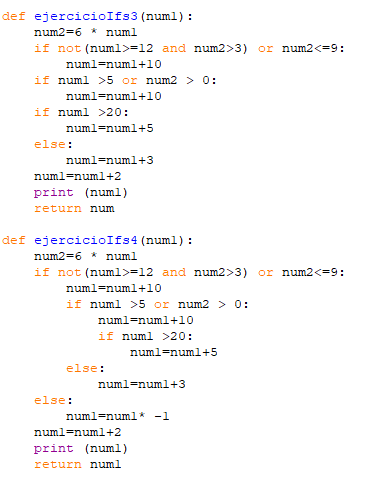 def ejercicioIfs3(num1):
    num2=6 * num1
    if not(num1>=12 and num2>3) or num2<=9:
        num1=num1+10
    if num1 >5 or num2 > 0:
        num1=num1+10
    if num1 >20:
        num1=num1+5
    else:
        num1=num1+3
    num1=num1+2
    print (num1)
    return num

def ejercicioIfs4(num1):
    num2=6 * num1
    if not(num1>=12 and num2>3) or num2<=9:
        num1=num1+10
        if num1 >5 or num2 > 0:
            num1=num1+10
            if num1 >20:
                num1=num1+5
        else:
            num1=num1+3
    else:
        num1=num1* -1
    num1=num1+2
    print (num1)
    return num1